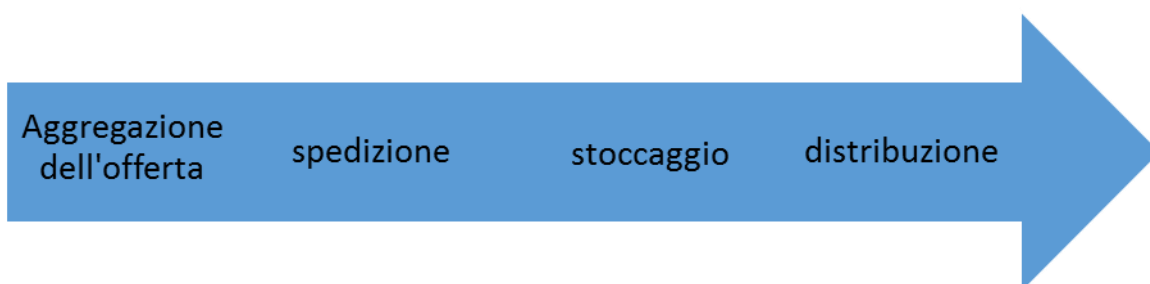 Aggregazione
dell'offerta
spedizione
stoccaggio
distribuzione